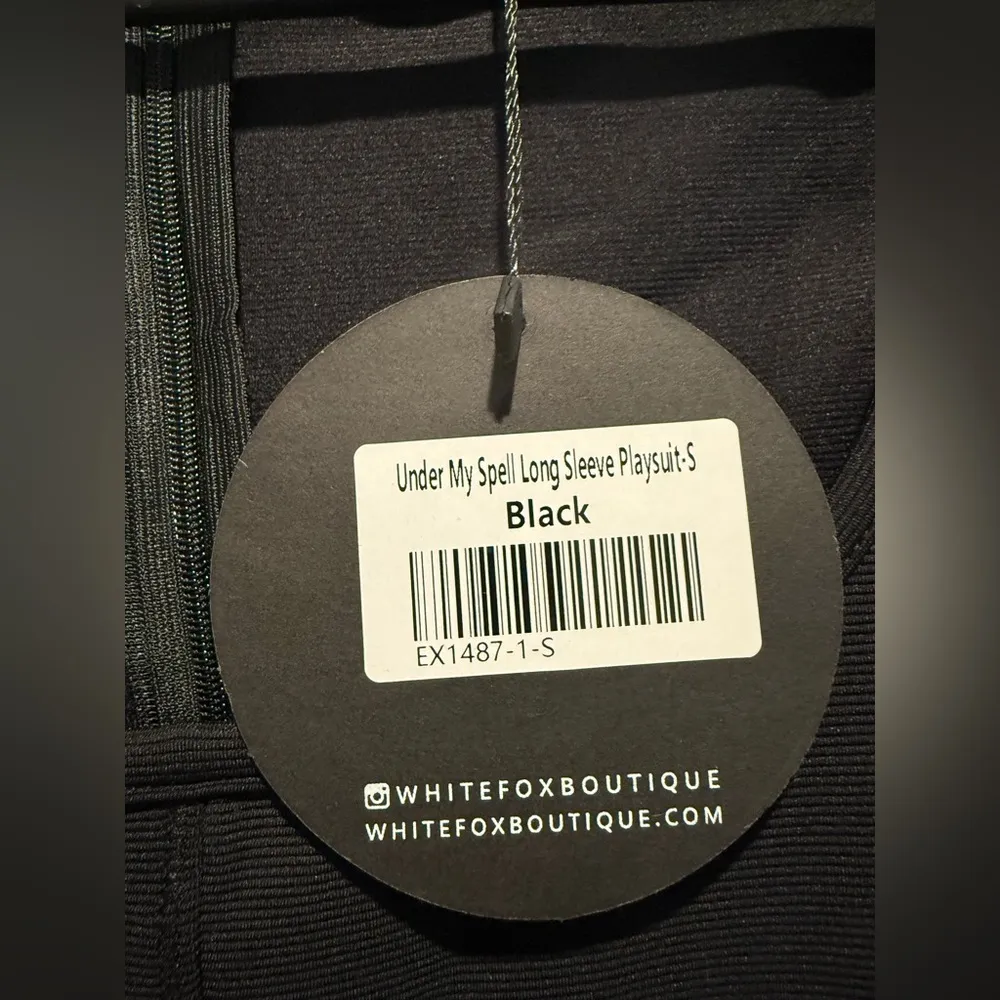 Under My Spell Long Sleeve Playsuit-S
Black
EX1487-1-S
WHITEFOXBOUTIQUE
WHITEFOXBOUTIQUE.COM